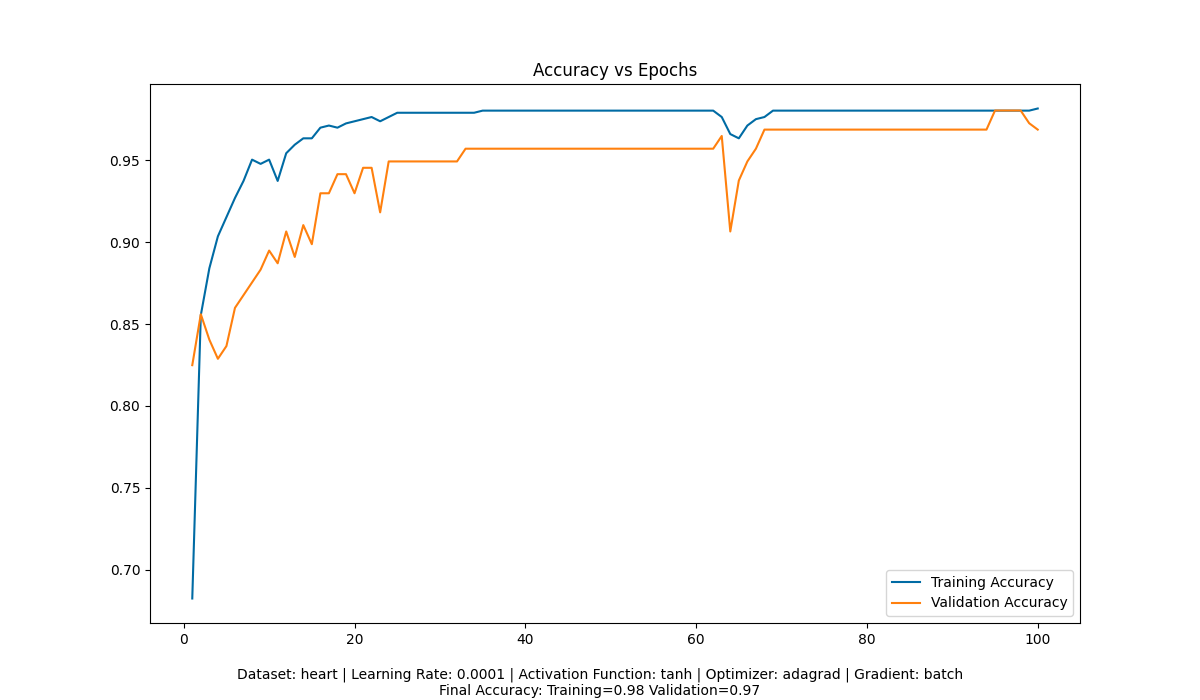 Accuracy vs Epochs
0.95
0.90
0.85
0.80
0.75
0.70
Training Accuracy
Validation Accuracy
0 20 40 60 80 100
Dataset: heart | Learning Rate: 0.0001 | Activation Function: tanh | Optimizer: adagrad | Gradient: batch
Final Accuracy: Training=0.98 Validation=0.97